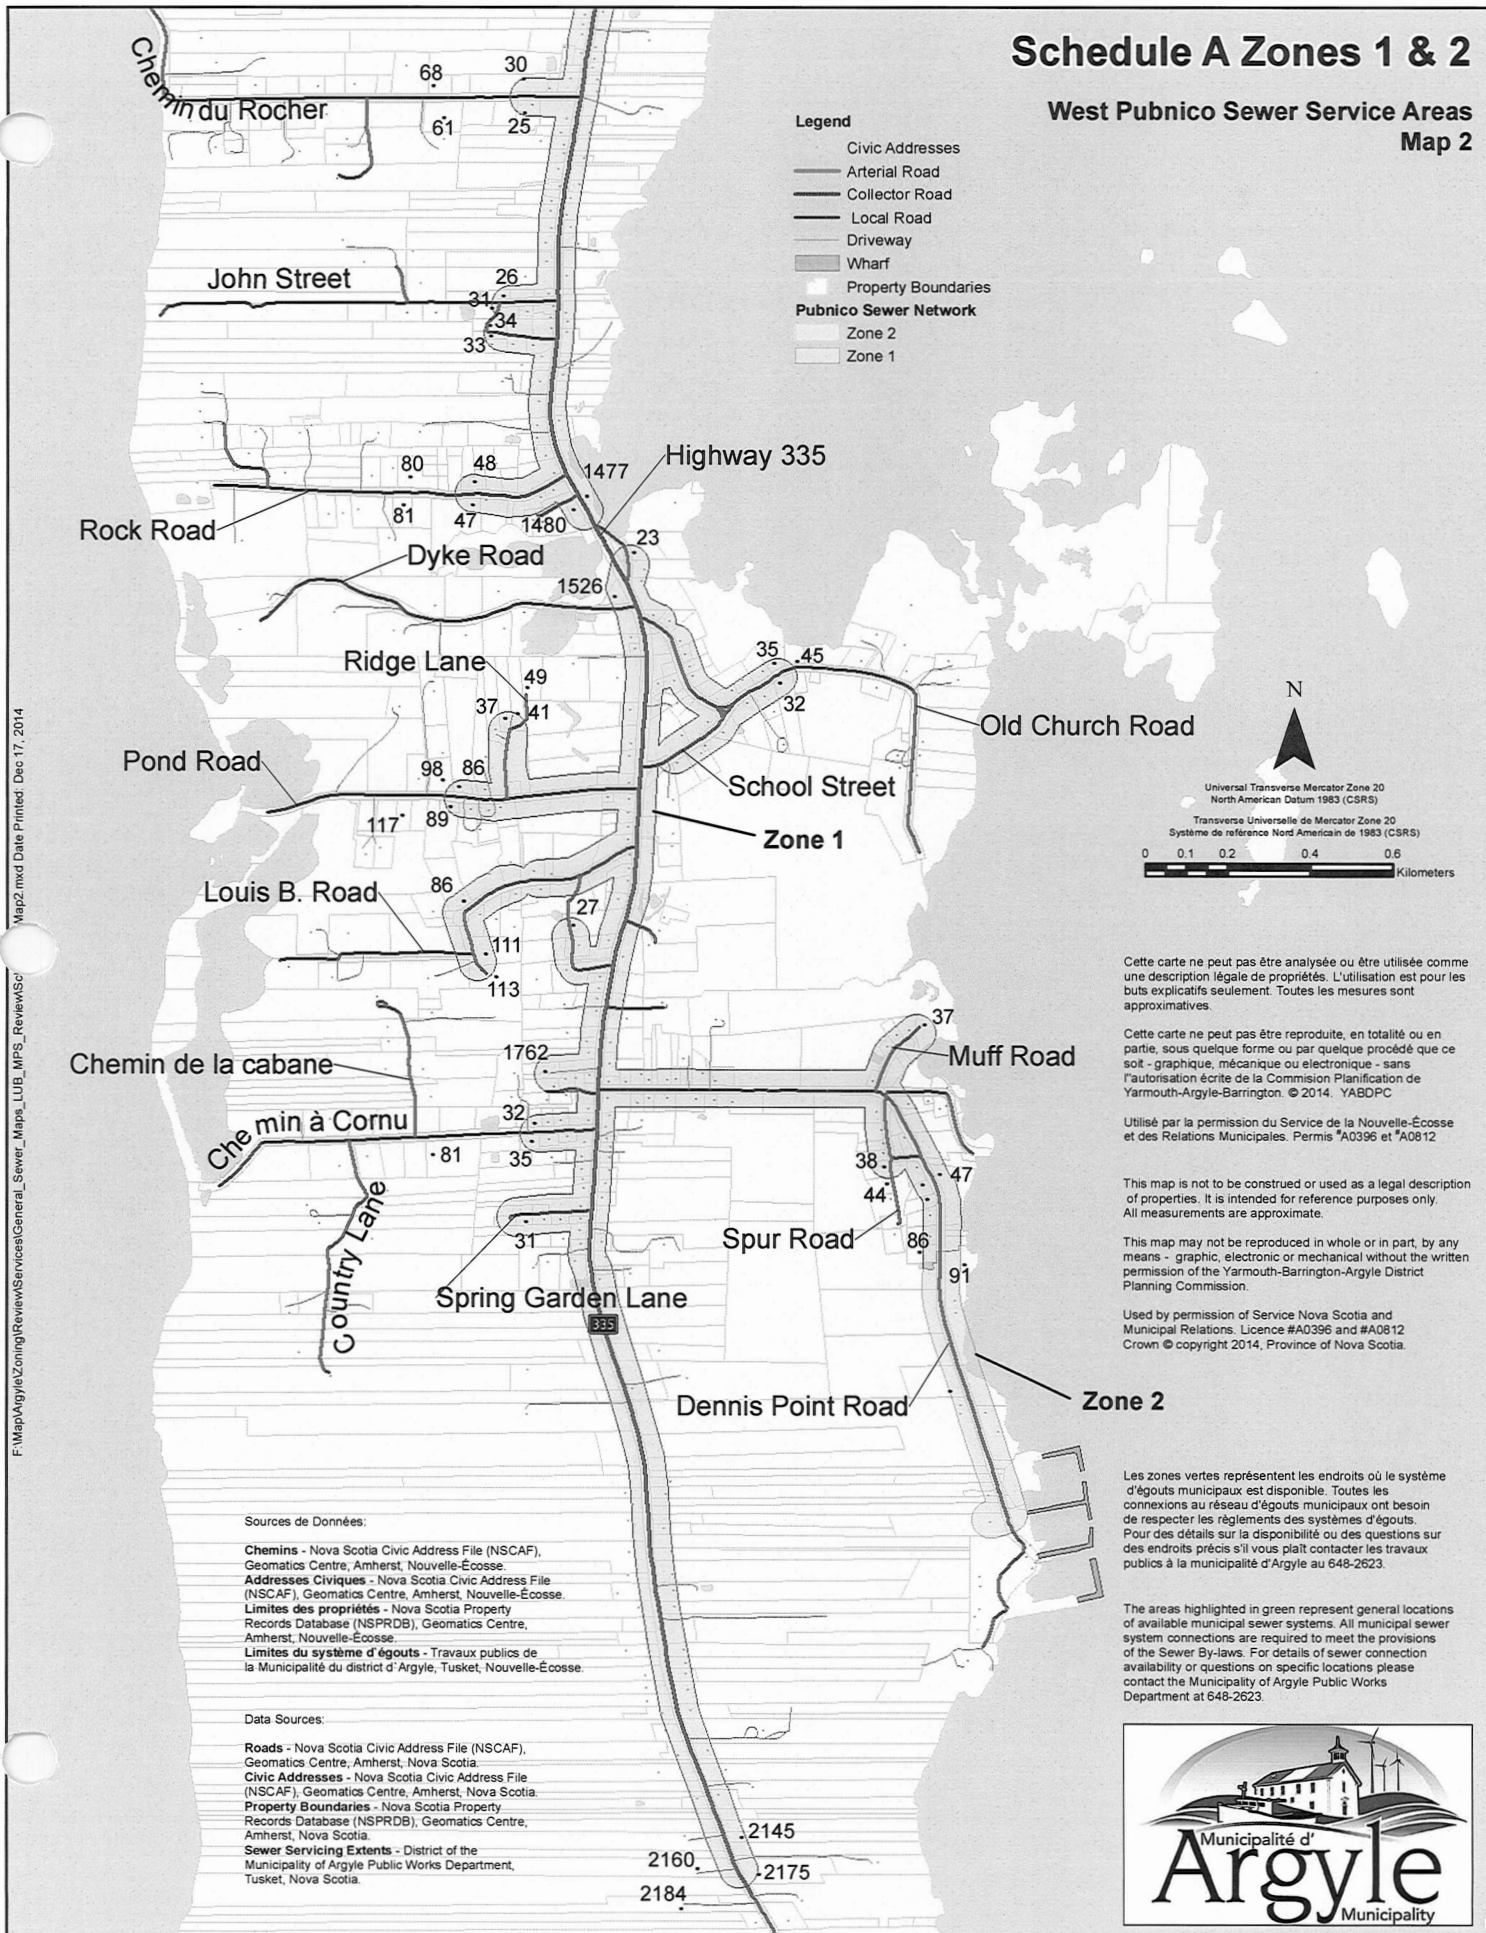 Schedule A Zones 1 & 2
West Pubnico Sewer Service Areas
Map 2
Legend
Civic Addresses
Arterial Road
Collector Road
Local Road
Driveway
Wharf
Property Boundaries
Pubnico Sewer Network
Zone 2
Zone 1
Chemin du Rocher
68
30
61
25
John Street
26
31
34
33
80
48
Highway 335
1477
81
47
1480
Rock Road
23
Dyke Road
1526
Ridge Lane
35
45
49
32
37
41
Old Church Road
Pond Road
98
86
School Street
117
89
Zone 1
86
Louis B. Road
27
111
113
37
1762
Muff Road
Chemin de la cabane
32
Chemin à Cornu
81
35
38
47
44
Country Lane
Spur Road
31
86
91
Spring Garden Lane
335
Dennis Point Road
Zone 2
2145
2160
2175
2184
N
Universal Transverse Mercator Zone 20
North American Datum 1983 (CSRS)
Transverse Universelle de Mercator Zone 20
Système de reférence Nord Americain de 1983 (CSRS)
0 0.1 0.2 0.4 0.6
Kilometers
Cette carte ne peut pas être analysée ou être utilisée comme
une description légale de propriétés. L'utilisation est pour les
buts explicatifs seulement. Toutes les mesures sont
approximatives.
Cette carte ne peut pas être reproduite, en totalité ou en
partie, sous quelque forme ou par quelque procédé que ce
soit - graphique, mécanique ou electronique - sans
l"autorisation écrite de la Commision Planification de
Yarmouth-Argyle-Barrington. © 2014. YABDPC
Utilisé par la permission du Service de la Nouvelle-Écosse
et des Relations Municipales. Permis #A0396 et #A0812
This map is not to be construed or used as a legal description
of properties. It is intended for reference purposes only.
All measurements are approximate.
This map may not be reproduced in whole or in part, by any
means - graphic, electronic or mechanical without the written
permission of the Yarmouth-Barrington-Argyle District
Planning Commission.
Used by permission of Service Nova Scotia and
Municipal Relations. Licence #A0396 and #A0812
Crown © copyright 2014, Province of Nova Scotia.
Les zones vertes représentent les endroits où le système
d'égouts municipaux est disponible. Toutes les
connexions au réseau d'égouts municipaux ont besoin
de respecter les règlements des systèmes d'égouts.
Pour des détails sur la disponibilité ou des questions sur
des endroits précis s'il vous plaît contacter les travaux
publics à la municipalité d'Argyle au 648-2623.
The areas highlighted in green represent general locations
of available municipal sewer systems. All municipal sewer
system connections are required to meet the provisions
of the Sewer By-laws. For details of sewer connection
availability or questions on specific locations please
contact the Municipality of Argyle Public Works
Department at 648-2623.
Sources de Données:
Chemins - Nova Scotia Civic Address File (NSCAF),
Geomatics Centre, Amherst, Nouvelle-Écosse.
Addresses Civiques - Nova Scotia Civic Address File
(NSCAF), Geomatics Centre, Amherst, Nouvelle-Écosse.
Limites des propriétés - Nova Scotia Property
Records Database (NSPRDB), Geomatics Centre,
Amherst, Nouvelle-Écosse.
Limites du système d'égouts - Travaux publics de
la Municipalité du district d'Argyle, Tusket, Nouvelle-Écosse.
Data Sources:
Roads - Nova Scotia Civic Address File (NSCAF),
Geomatics Centre, Amherst, Nova Scotia.
Civic Addresses - Nova Scotia Civic Address File
(NSCAF), Geomatics Centre, Amherst, Nova Scotia.
Property Boundaries - Nova Scotia Property
Records Database (NSPRDB), Geomatics Centre,
Amherst, Nova Scotia.
Sewer Servicing Extents - District of the
Municipality of Argyle Public Works Department,
Tusket, Nova Scotia.
Municipalité d'
Argyle
Municipality
F:\Map\Argyle\Zoning\Review\Services\General_Sewer_Maps_LUB_MPS_Review\Sc Map2.mxd Date Printed: Dec 17, 2014